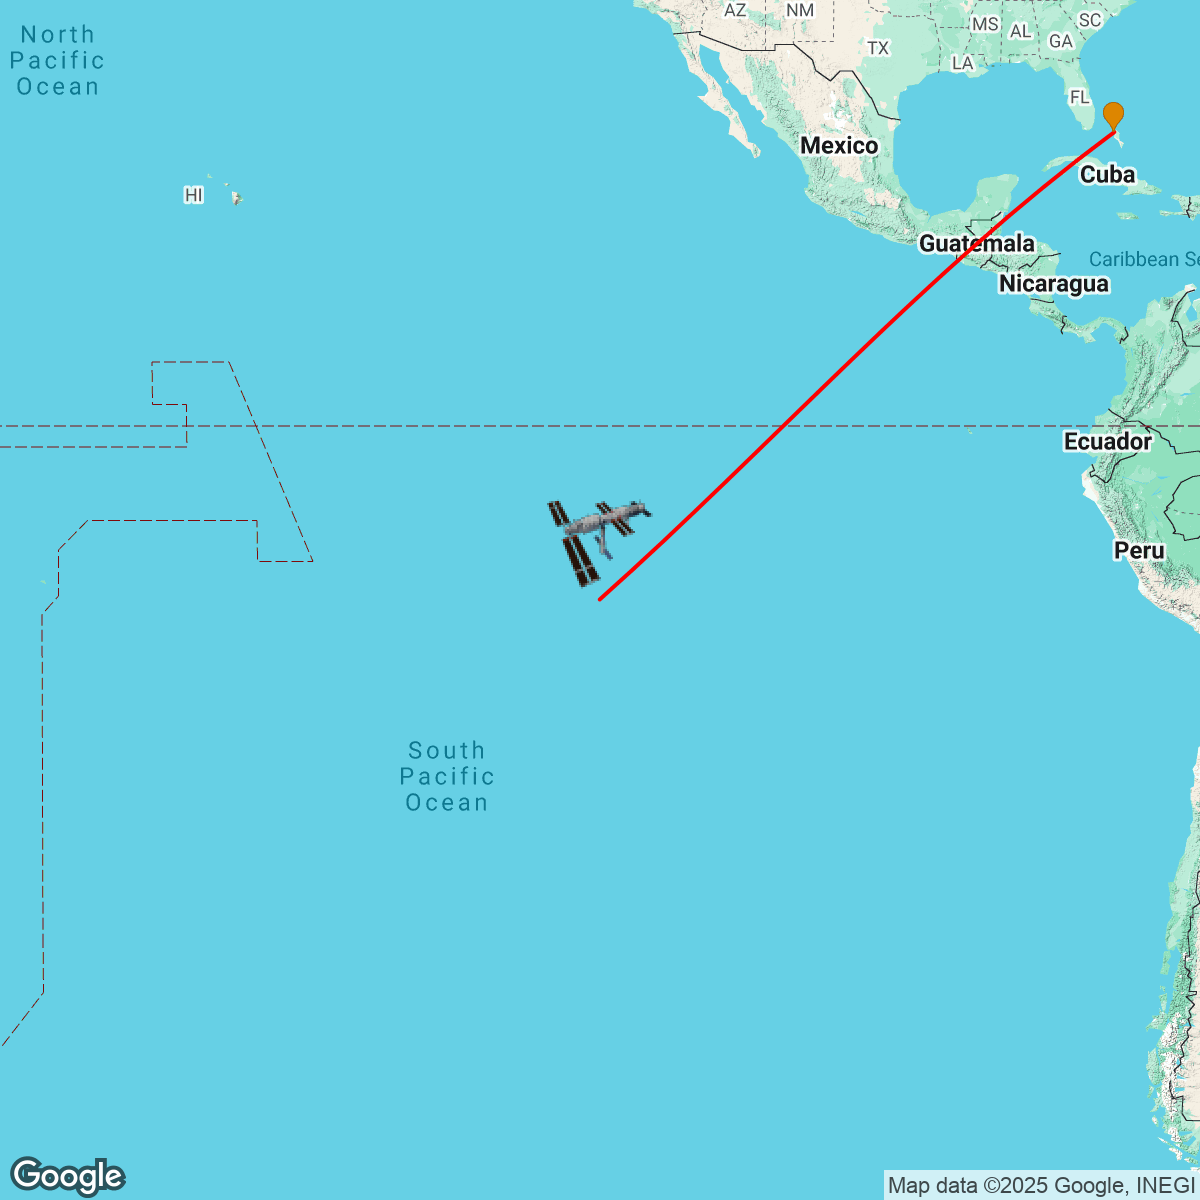 North
Pacific
Ocean
AZ
NM
TX
LA
MS
AL
GA
SC
FL
HI
Mexico
Cuba
Guatemala
Caribbean Se
Nicaragua
Ecuador
Peru
South
Pacific
Ocean
Google
Map data ©2025 Google, INEGI